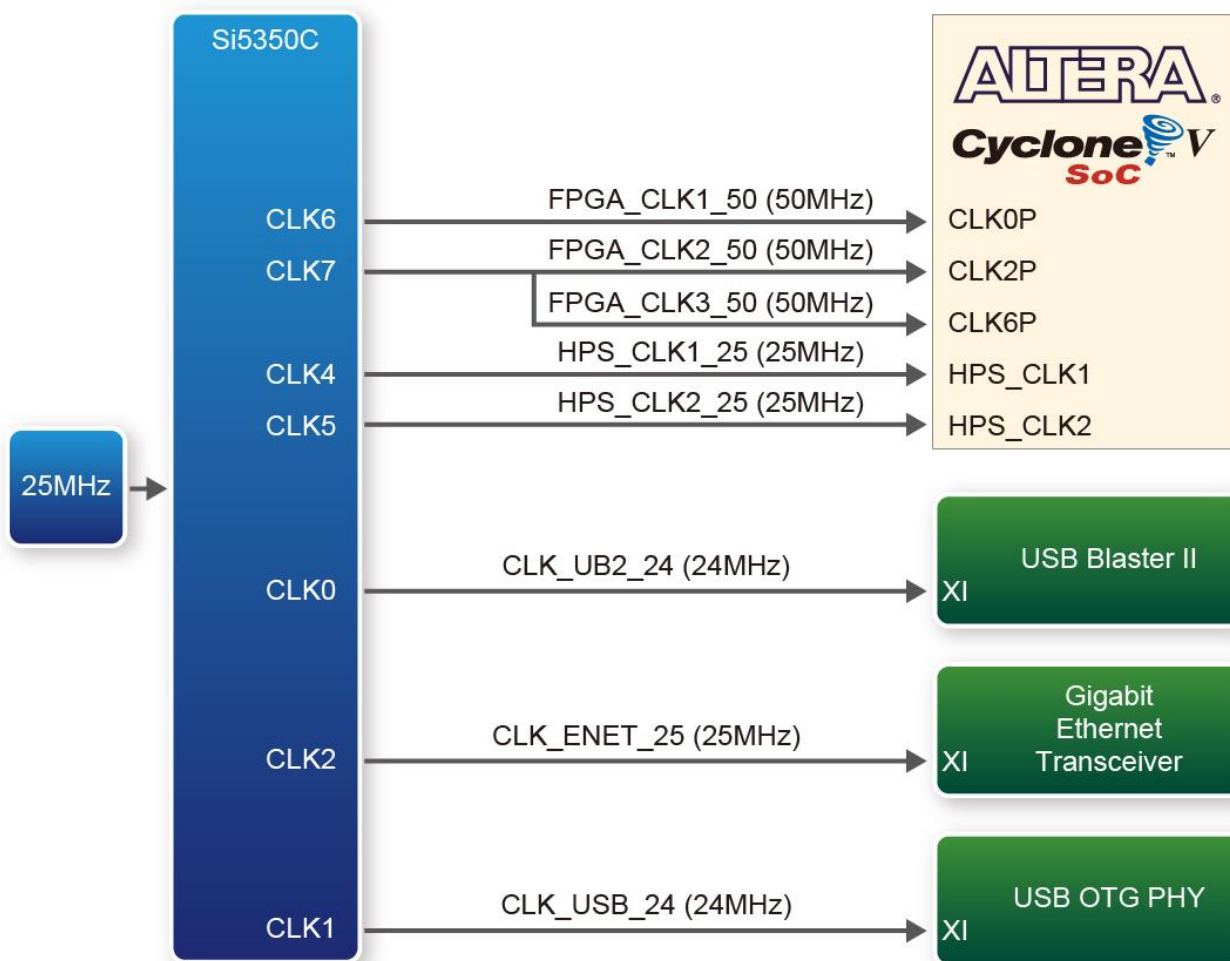 Si5350C
ALTERA®
Cyclone™ V
SoC
CLK6
FPGA_CLK1_50 (50MHz)
CLK0P
CLK7
FPGA_CLK2_50 (50MHz)
CLK2P
FPGA_CLK3_50 (50MHz)
CLK6P
CLK4
HPS_CLK1_25 (25MHz)
HPS_CLK1
CLK5
HPS_CLK2_25 (25MHz)
HPS_CLK2
25MHz
CLK0
CLK_UB2_24 (24MHz)
USB Blaster II
XI
CLK2
CLK_ENET_25 (25MHz)
Gigabit
Ethernet
Transceiver
XI
CLK1
CLK_USB_24 (24MHz)
USB OTG PHY
XI